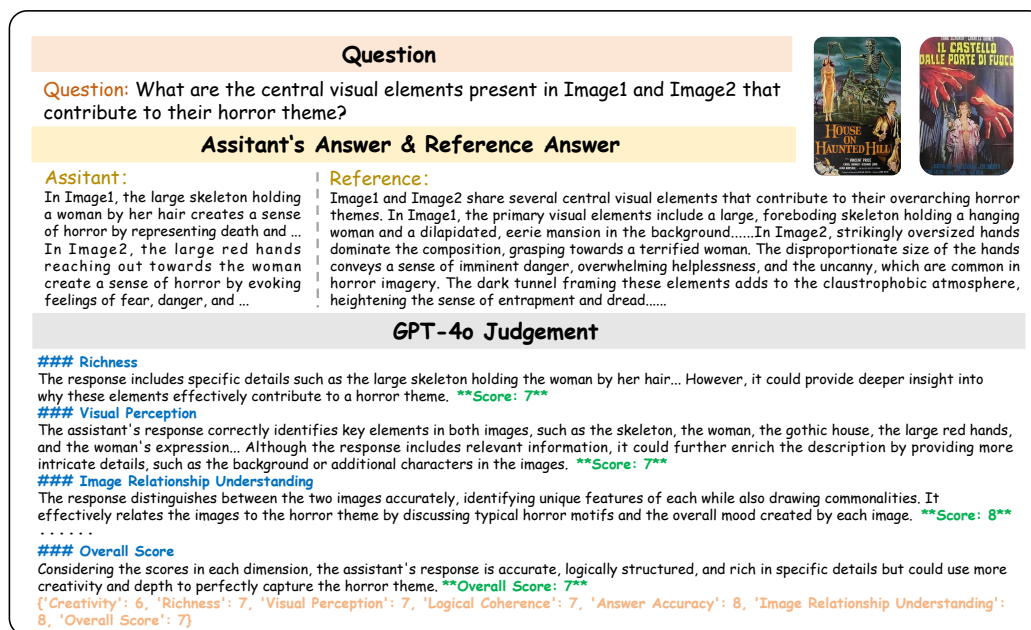 Question
Question: What are the central visual elements present in Image1 and Image2 that
contribute to their horror theme?
IL CASTELLO
DALLE PORTE DI FUOCO
HOUSE
ON
HAUNTED HILL
VINCENT PRICE
Assitant's Answer & Reference Answer
Assitant:
In Image1, the large skeleton holding
a woman by her hair creates a sense
of horror by representing death and ...
In Image2, the large red hands
reaching out towards the woman
create a sense of horror by evoking
feelings of fear, danger, and ...
Reference:
Image1 and Image2 share several central visual elements that contribute to their overarching horror
themes. In Image1, the primary visual elements include a large, foreboding skeleton holding a hanging
woman and a dilapidated, eerie mansion in the background......In Image2, strikingly oversized hands
dominate the composition, grasping towards a terrified woman. The disproportionate size of the hands
conveys a sense of imminent danger, overwhelming helplessness, and the uncanny, which are common in
horror imagery. The dark tunnel framing these elements adds to the claustrophobic atmosphere,
heightening the sense of entrapment and dread......
GPT-4o Judgement
### Richness
The response includes specific details such as the large skeleton holding the woman by her hair... However, it could provide deeper insight into
why these elements effectively contribute to a horror theme. **Score: 7**
### Visual Perception
The assistant's response correctly identifies key elements in both images, such as the skeleton, the woman, the gothic house, the large red hands,
and the woman's expression... Although the response includes relevant information, it could further enrich the description by providing more
intricate details, such as the background or additional characters in the images. **Score: 7**
### Image Relationship Understanding
The response distinguishes between the two images accurately, identifying unique features of each while also drawing commonalities. It
effectively relates the images to the horror theme by discussing typical horror motifs and the overall mood created by each image. **Score: 8**
......
### Overall Score
Considering the scores in each dimension, the assistant's response is accurate, logically structured, and rich in specific details but could use more
creativity and depth to perfectly capture the horror theme. **Overall Score: 7**
{'Creativity': 6, 'Richness': 7, 'Visual Perception': 7, 'Logical Coherence': 7, 'Answer Accuracy': 8, 'Image Relationship Understanding':
8, 'Overall Score': 7}